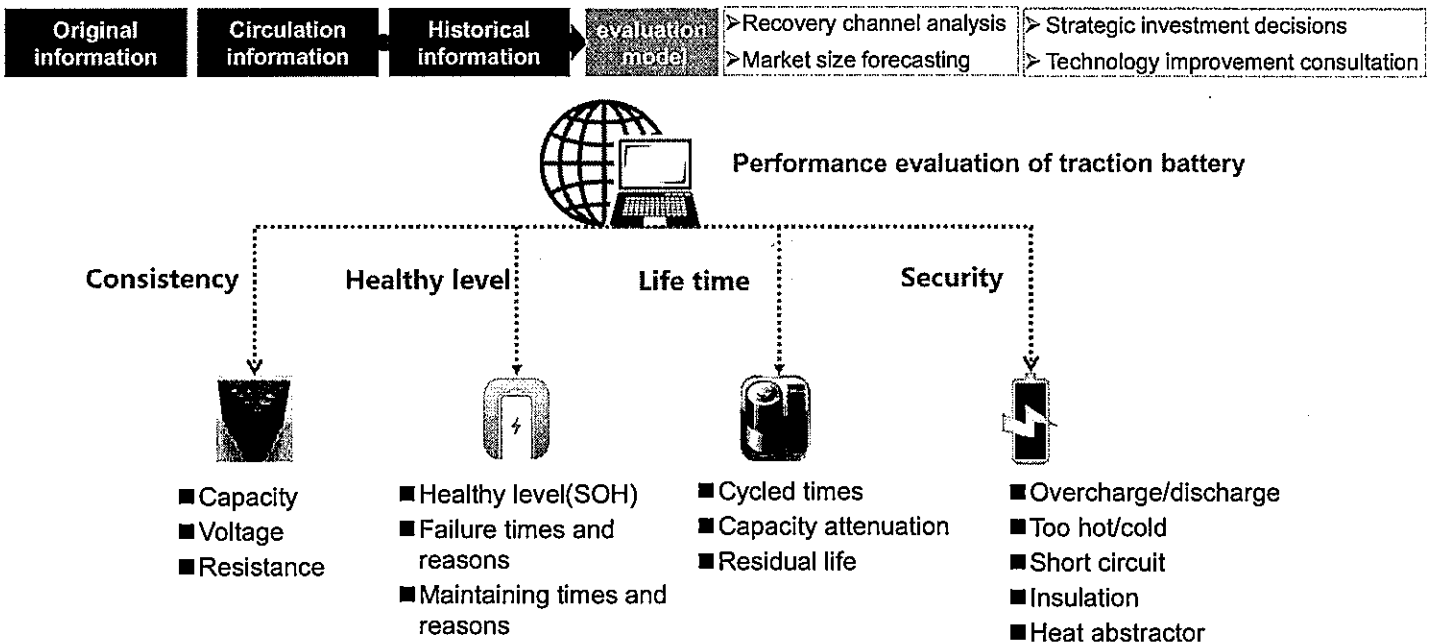 Original information
Circulation information
Historical information
evaluation model
➢Recovery channel analysis
➢Market size forecasting
➢Strategic investment decisions
➢Technology improvement consultation
Performance evaluation of traction battery
Consistency
Healthy level
Life time
Security
■Capacity
■Voltage
■Resistance
■Healthy level(SOH)
■Failure times and
reasons
■Maintaining times and
reasons
■Cycled times
■Capacity attenuation
■Residual life
■Overcharge/discharge
■Too hot/cold
■Short circuit
■Insulation
■Heat abstractor